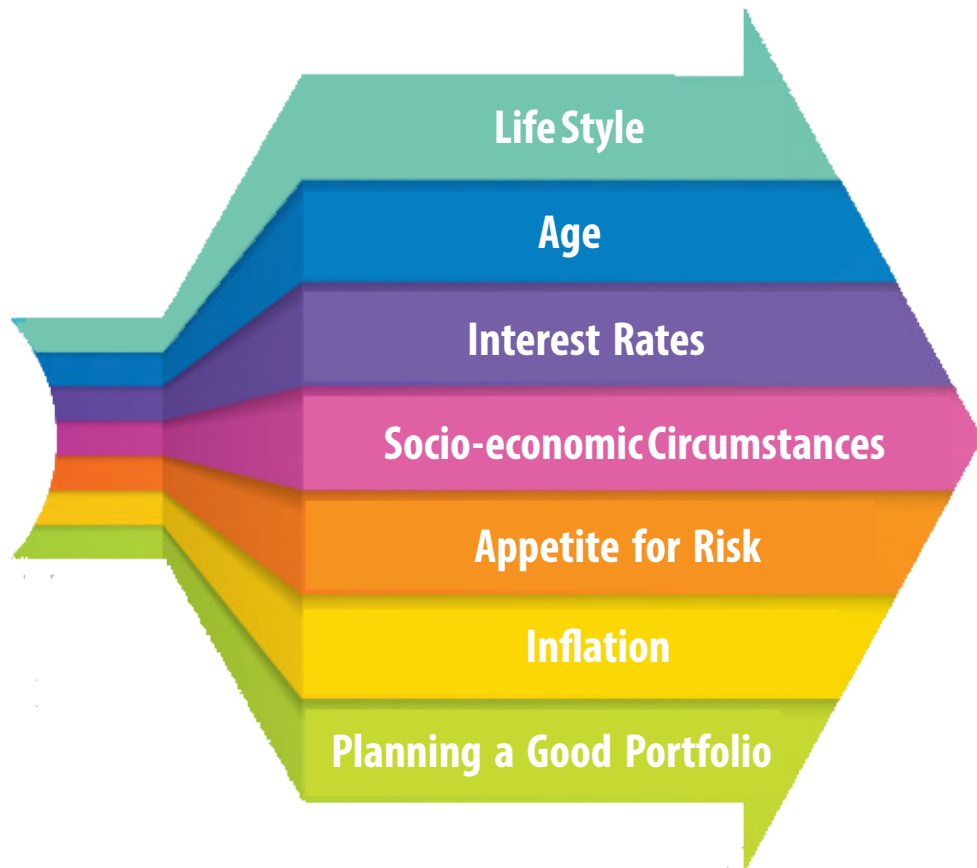 Life Style
Age
Interest Rates
Socio-economic Circumstances
Appetite for Risk
Inflation
Planning a Good Portfolio